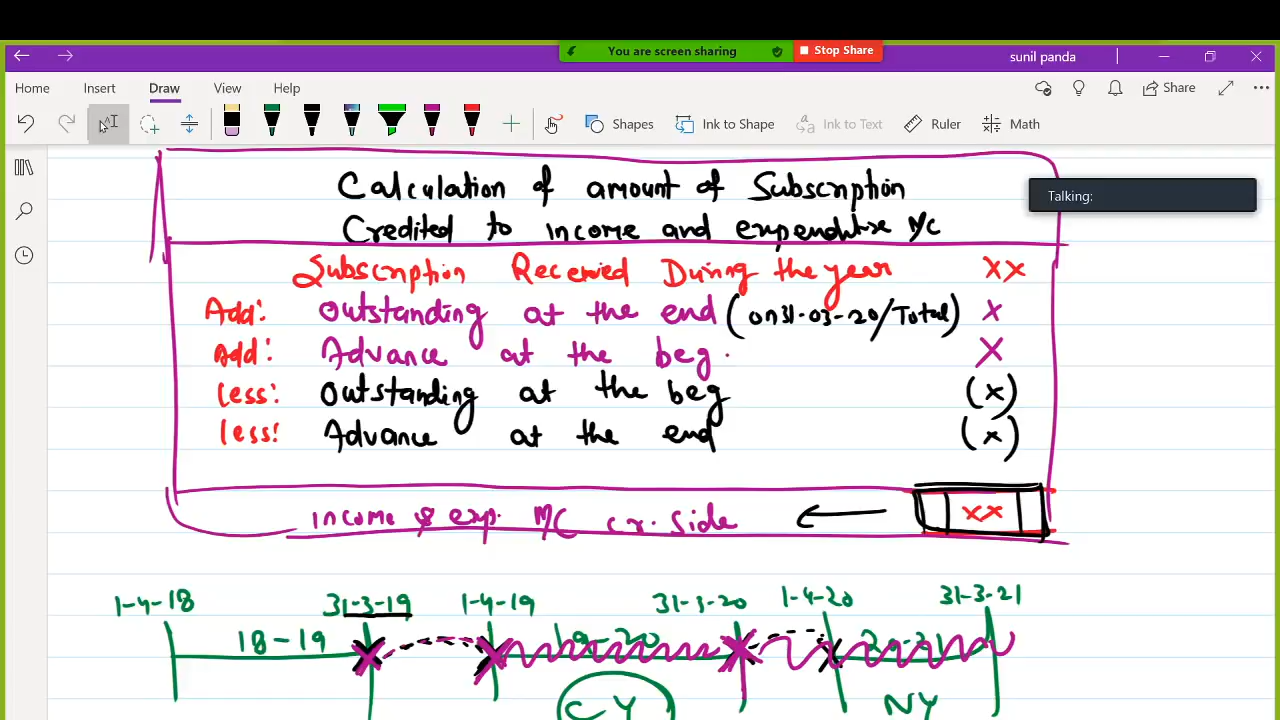 You are screen sharing
Stop Share
sunil panda
Home Insert Draw View Help
Share
Shapes Ink to Shape Ink to Text Ruler Math
Talking:
Calculation of amount of Subscription
Credited to income and expenditure A/C
Subscription Received During the year XX
Add: Outstanding at the end (on 31-03-20/Total) X
Add: Advance at the beg. X
less: Outstanding at the beg (x)
less: Advance at the end (x)
income & exp. A/C cr. side ← xx
1-4-18 31-3-19 1-4-19 31-3-20 1-4-20 31-3-21
18-19 19-20 20-21
CY NY